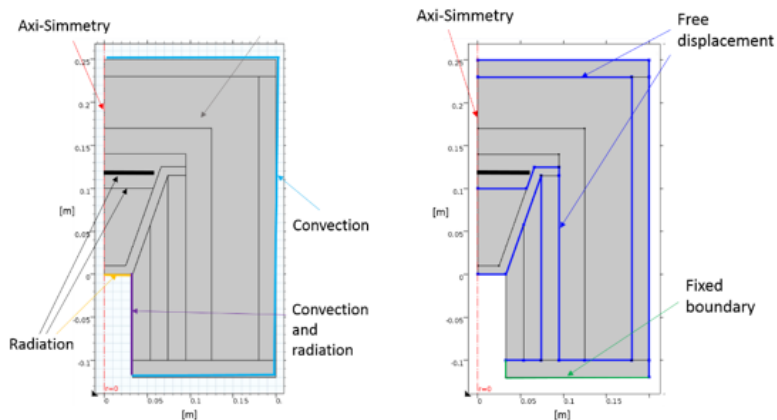 Axi-Simmetry
0.25
0.2
0.15
0.1
[m]
0.05
0
-0.05
-0.1
r=0
0
0.05
0.1
0.15
0.
[m]
Convection
Convection
and
radiation
Radiation
Axi-Simmetry
Free
displacement
0.25
0.2
0.15
0.1
[m]
0.05
0
-0.05
-0.1
r=0
0
0.05
0.1
0.15
0.2
[m]
Fixed
boundary